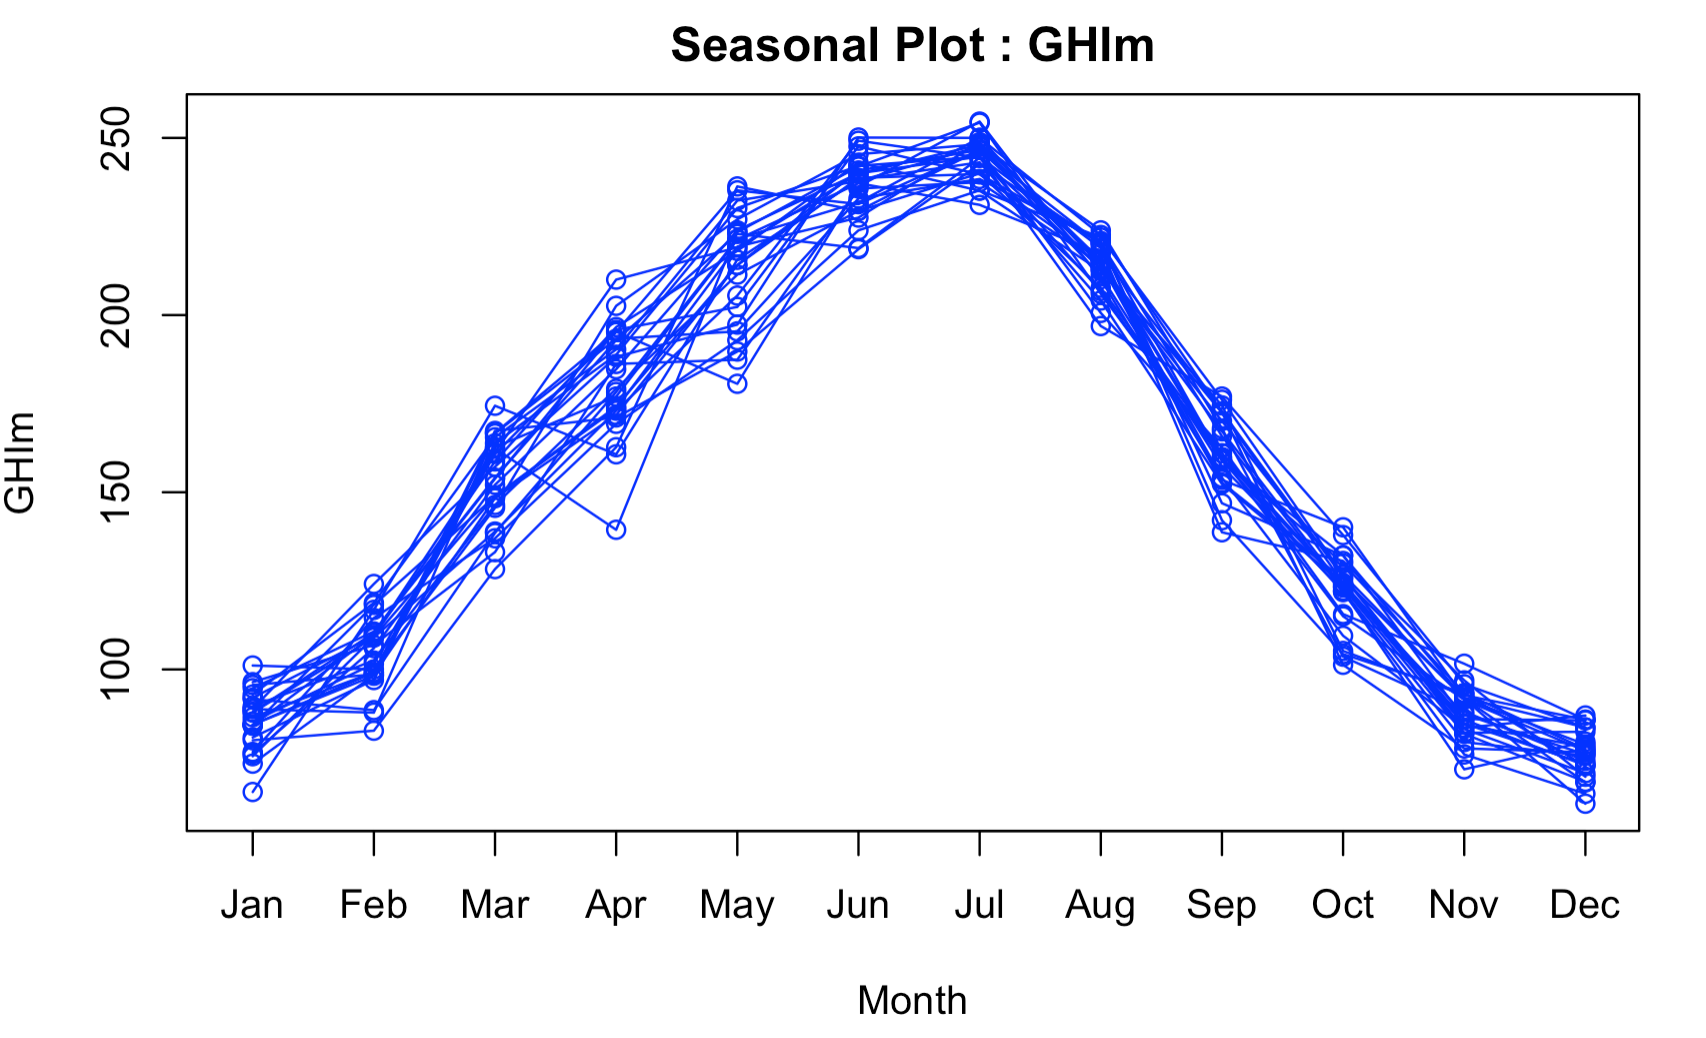 Seasonal Plot : GHIm
250
200
150
100
GHIm
Jan Feb Mar Apr May Jun Jul Aug Sep Oct Nov Dec
Month